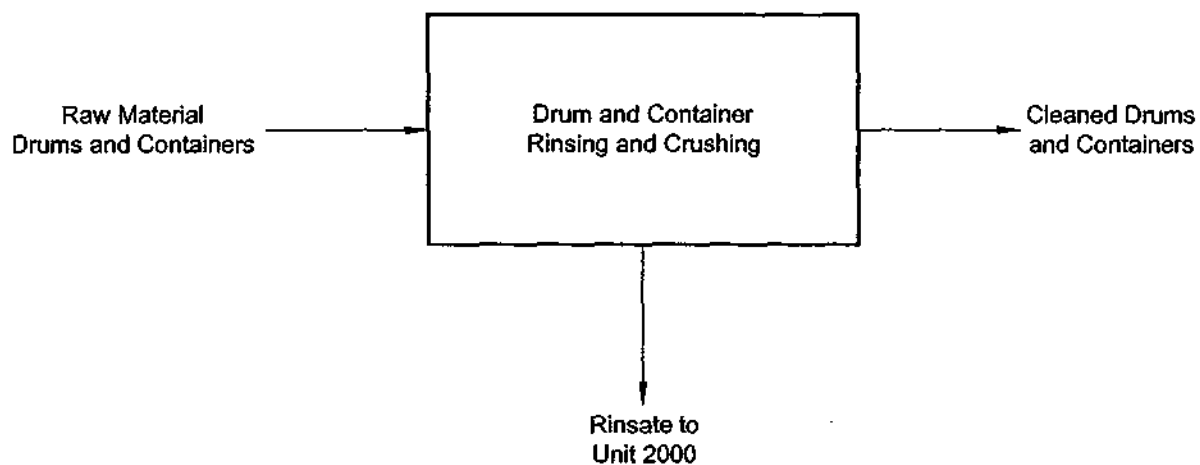 Raw Material
Drums and Containers
Drum and Container
Rinsing and Crushing
Cleaned Drums
and Containers
Rinsate to
Unit 2000